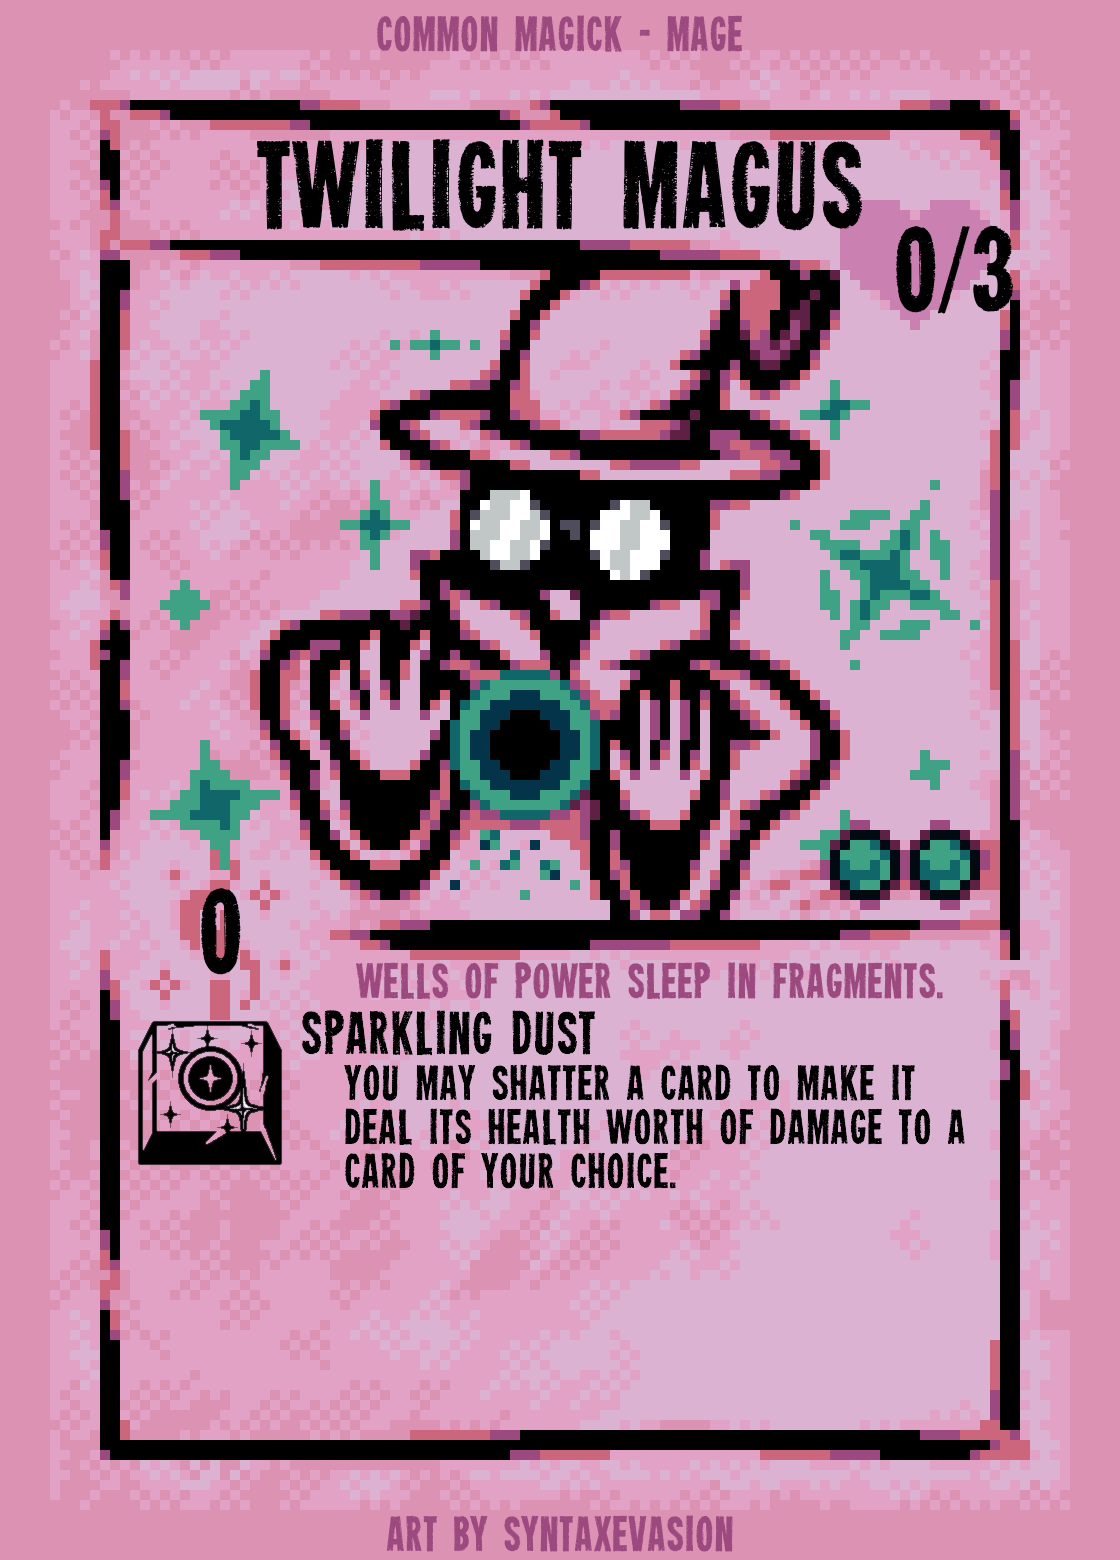 COMMON MAGICK - MAGE
TWILIGHT MAGUS
0/3
0
WELLS OF POWER SLEEP IN FRAGMENTS.
SPARKLING DUST
YOU MAY SHATTER A CARD TO MAKE IT
DEAL ITS HEALTH WORTH OF DAMAGE TO A
CARD OF YOUR CHOICE.
ART BY SYNTAXEVASION